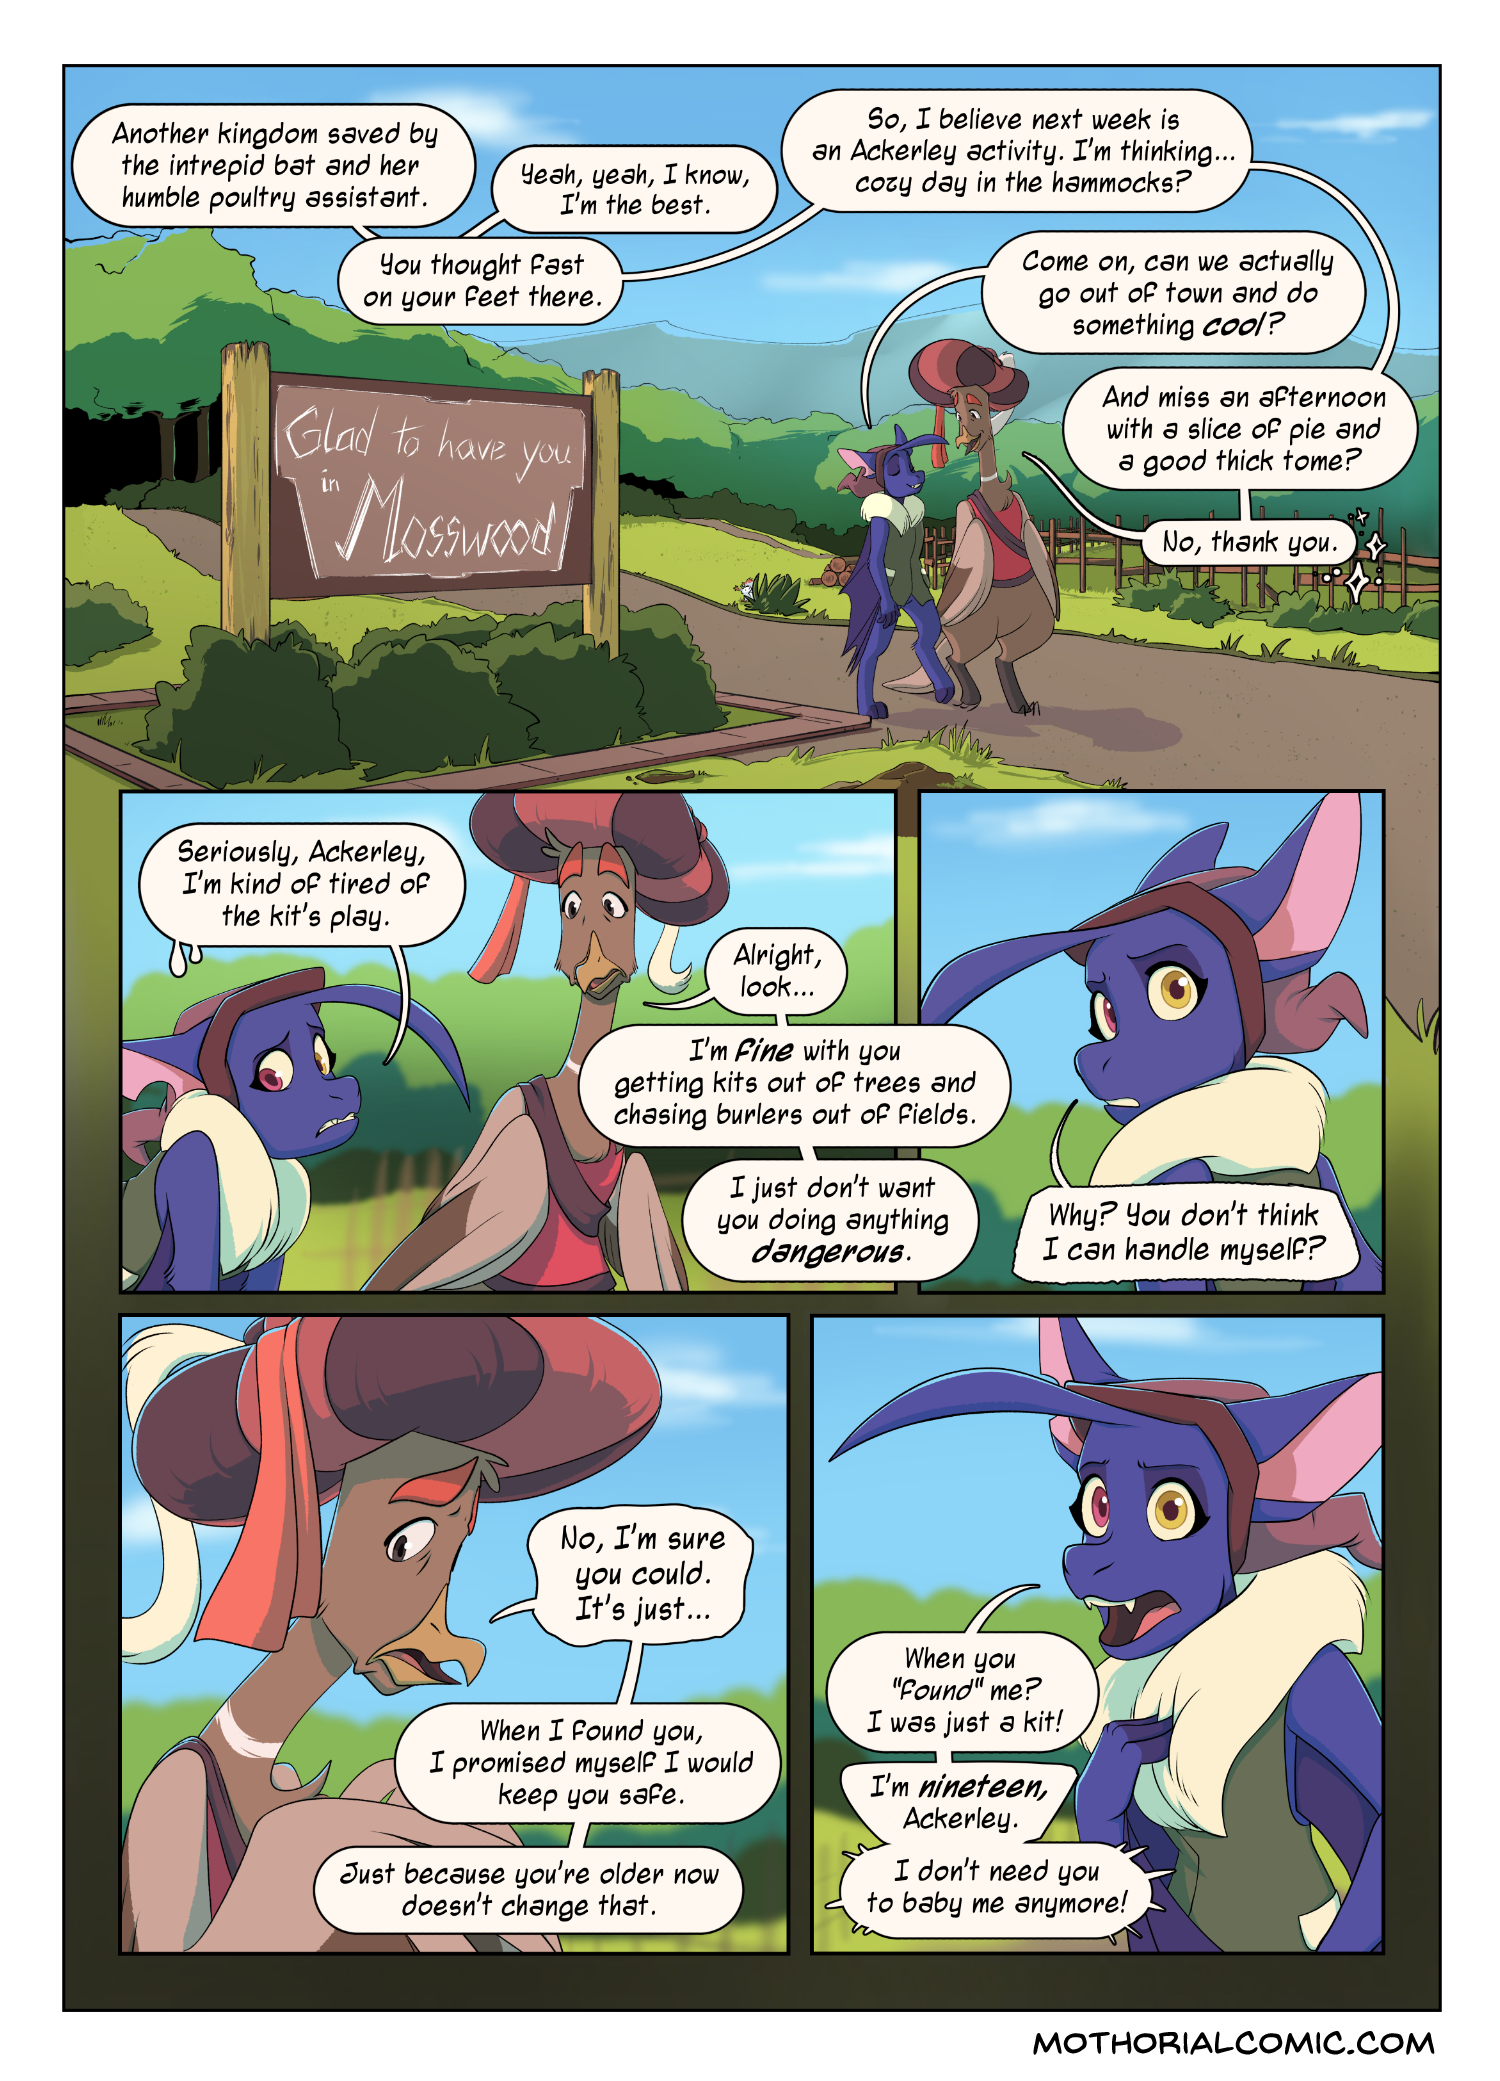 Another kingdom saved by
the intrepid bat and her
humble poultry assistant.
Yeah, yeah, I know,
I'm the best.
You thought fast
on your feet there.
So, I believe next week is
an Ackerley activity. I'm thinking...
cozy day in the hammocks?
Come on, can we actually
go out of town and do
something cool?
And miss an afternoon
with a slice of pie and
a good thick tome?
No, thank you.
Glad to have you
in
Mosswood
Seriously, Ackerley,
I'm kind of tired of
the kit's play.
Alright,
look...
I'm fine with you
getting kits out of trees and
chasing burlers out of fields.
I just don't want
you doing anything
dangerous.
Why? You don't think
I can handle myself?
No, I'm sure
you could.
It's just...
When I found you,
I promised myself I would
keep you safe.
Just because you're older now
doesn't change that.
When you
"found" me?
I was just a kit!
I'm nineteen,
Ackerley.
I don't need you
to baby me anymore!
MOTHORIALCOMIC.COM